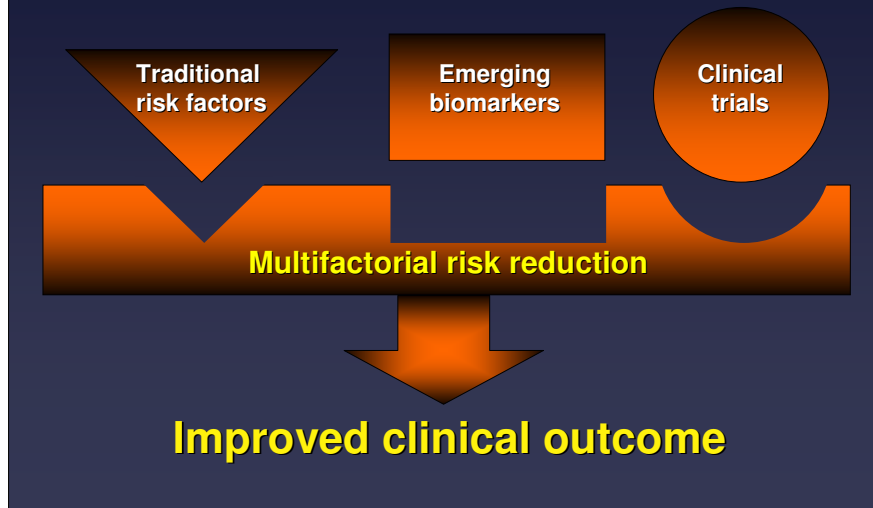 Traditional
risk factors
Emerging
biomarkers
Clinical
trials
Multifactorial risk reduction
Improved clinical outcome